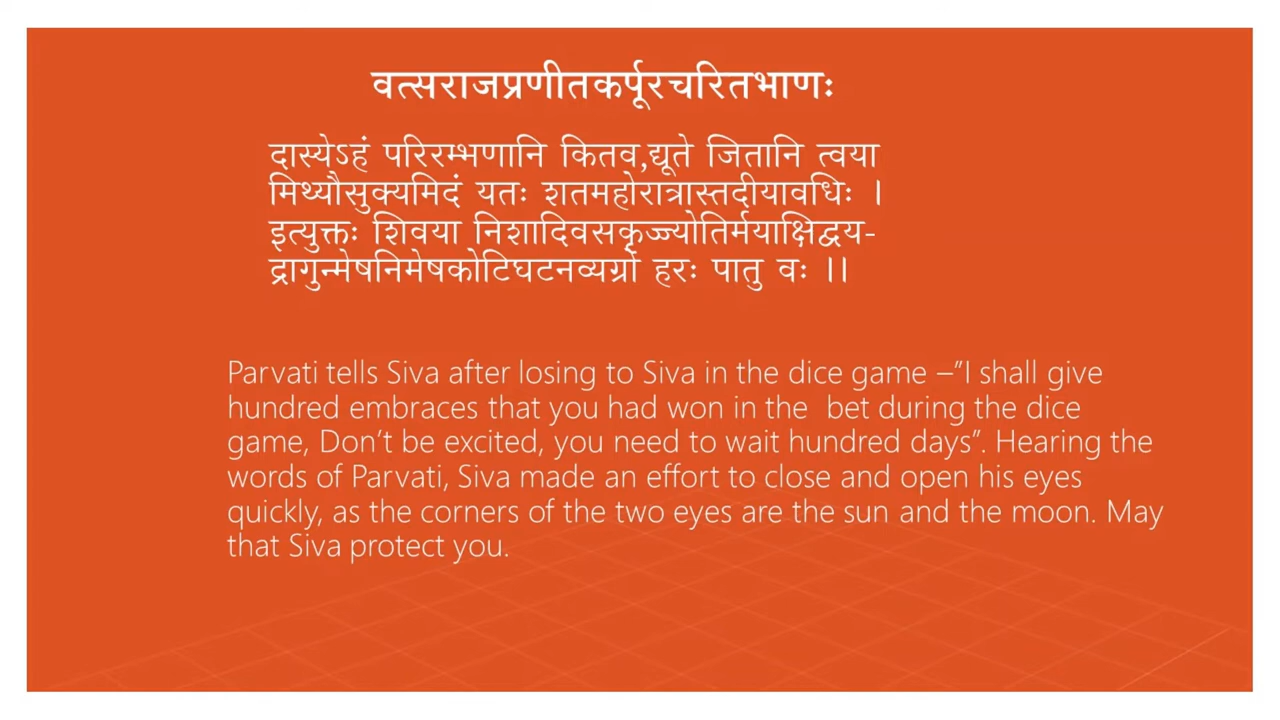 वत्सराजप्रणीतकर्पूरचरितभाणः
दास्येऽहं परिरम्भणानि कितव,द्यूते जितानि त्वया
मिथ्यौसुक्यमिदं यतः शतमहोरात्रास्तदीयावधिः ।
इत्युक्तः शिवया निशादिवसकृज्ज्योतिर्मयाक्षिद्वय-
द्रागुन्मेषनिमेषकोटिघटनव्यग्रो हरः पातु वः ।।
Parvati tells Siva after losing to Siva in the dice game –"I shall give
hundred embraces that you had won in the  bet during the dice
game, Don't be excited, you need to wait hundred days". Hearing the
words of Parvati, Siva made an effort to close and open his eyes
quickly, as the corners of the two eyes are the sun and the moon. May
that Siva protect you.